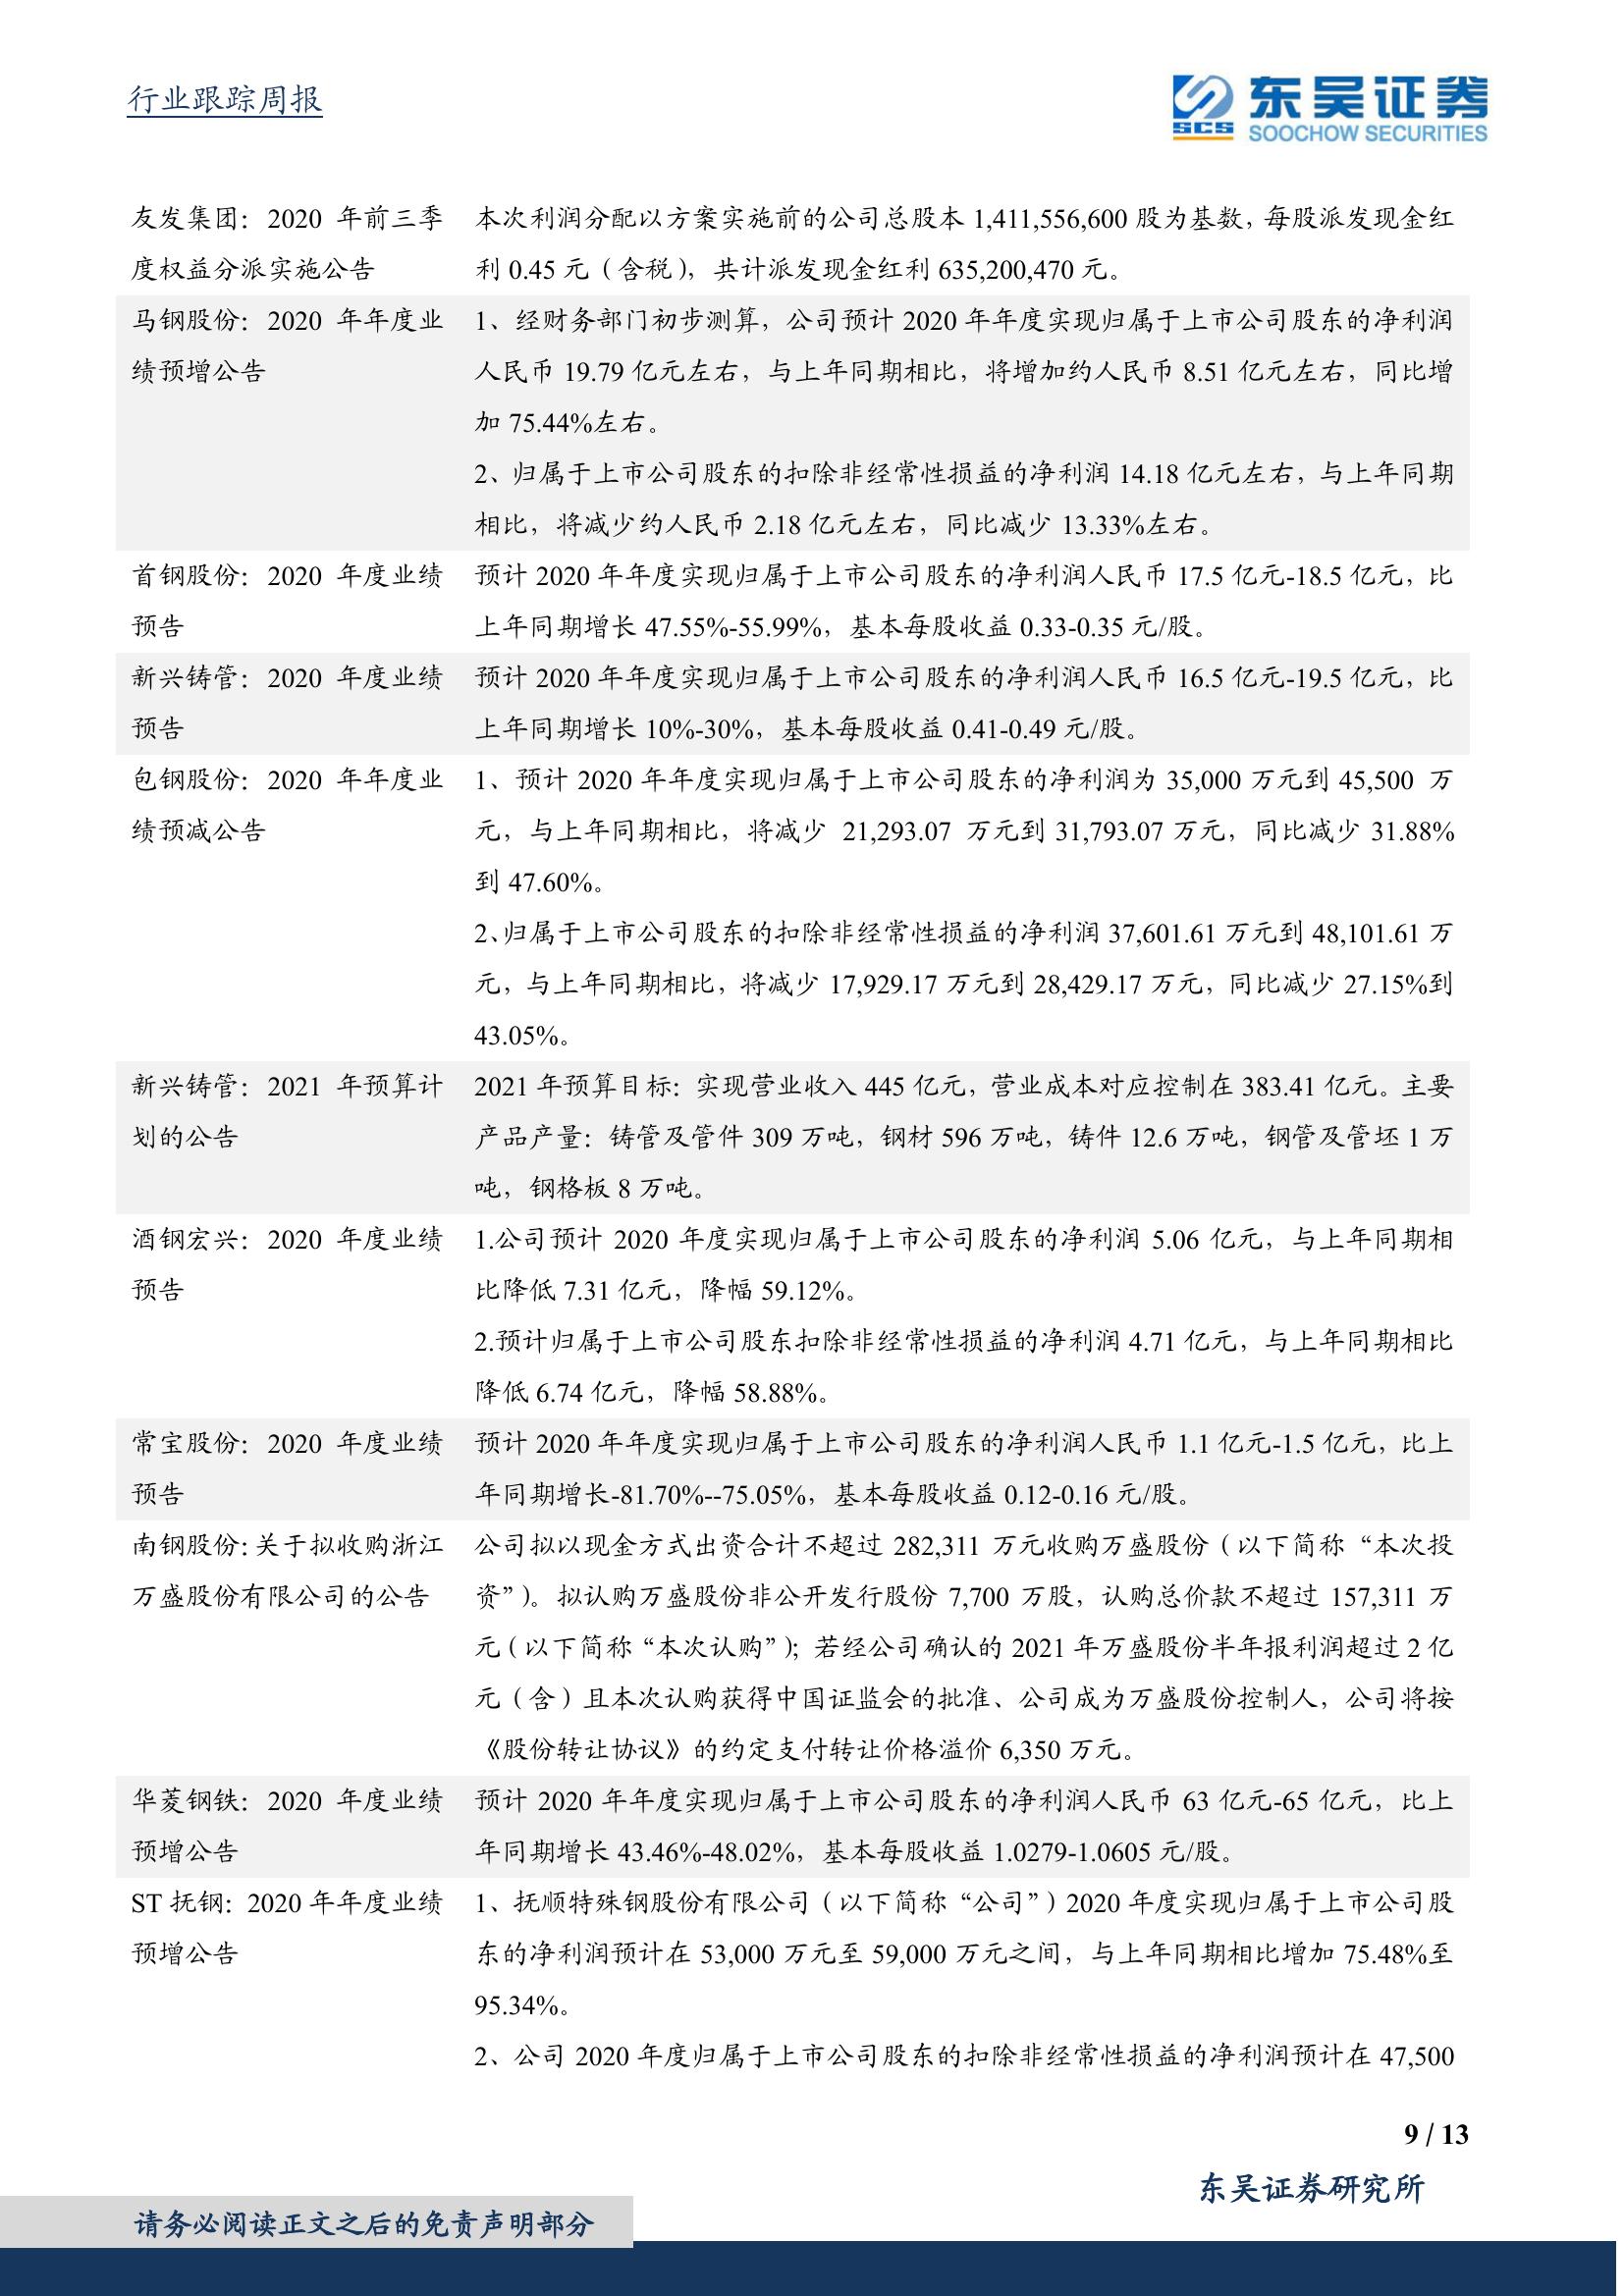 行业跟踪周报
SCS 东吴证券
SOOCHOW SECURITIES
友发集团：2020 年前三季
度权益分派实施公告
本次利润分配以方案实施前的公司总股本 1,411,556,600 股为基数，每股派发现金红
利 0.45 元（含税），共计派发现金红利 635,200,470 元。
马钢股份：2020 年年度业
绩预增公告
1、经财务部门初步测算，公司预计 2020 年年度实现归属于上市公司股东的净利润
人民币 19.79 亿元左右，与上年同期相比，将增加约人民币 8.51 亿元左右，同比增
加 75.44%左右。
2、归属于上市公司股东的扣除非经常性损益的净利润 14.18 亿元左右，与上年同期
相比，将减少约人民币 2.18 亿元左右，同比减少 13.33%左右。
首钢股份：2020 年度业绩
预告
预计 2020 年年度实现归属于上市公司股东的净利润人民币 17.5 亿元-18.5 亿元，比
上年同期增长 47.55%-55.99%，基本每股收益 0.33-0.35 元/股。
新兴铸管：2020 年度业绩
预告
预计 2020 年年度实现归属于上市公司股东的净利润人民币 16.5 亿元-19.5 亿元，比
上年同期增长 10%-30%，基本每股收益 0.41-0.49 元/股。
包钢股份：2020 年年度业
绩预减公告
1、预计 2020 年年度实现归属于上市公司股东的净利润为 35,000 万元到 45,500 万
元，与上年同期相比，将减少 21,293.07 万元到 31,793.07 万元，同比减少 31.88%
到 47.60%。
2、归属于上市公司股东的扣除非经常性损益的净利润 37,601.61 万元到 48,101.61 万
元，与上年同期相比，将减少 17,929.17 万元到 28,429.17 万元，同比减少 27.15%到
43.05%。
新兴铸管：2021 年预算计
划的公告
2021 年预算目标：实现营业收入 445 亿元，营业成本对应控制在 383.41 亿元。主要
产品产量：铸管及管件 309 万吨，钢材 596 万吨，铸件 12.6 万吨，钢管及管坯 1 万
吨，钢格板 8 万吨。
酒钢宏兴：2020 年度业绩
预告
1.公司预计 2020 年度实现归属于上市公司股东的净利润 5.06 亿元，与上年同期相
比降低 7.31 亿元，降幅 59.12%。
2.预计归属于上市公司股东扣除非经常性损益的净利润 4.71 亿元，与上年同期相比
降低 6.74 亿元，降幅 58.88%。
常宝股份：2020 年度业绩
预告
预计 2020 年年度实现归属于上市公司股东的净利润人民币 1.1 亿元-1.5 亿元，比上
年同期增长-81.70%--75.05%，基本每股收益 0.12-0.16 元/股。
南钢股份：关于拟收购浙江
万盛股份有限公司的公告
公司拟以现金方式出资合计不超过 282,311 万元收购万盛股份（以下简称“本次投
资”）。拟认购万盛股份非公开发行股份 7,700 万股，认购总价款不超过 157,311 万
元（以下简称“本次认购”）；若经公司确认的 2021 年万盛股份半年报利润超过 2 亿
元（含）且本次认购获得中国证监会的批准、公司成为万盛股份控制人，公司将按
《股份转让协议》的约定支付转让价格溢价 6,350 万元。
华菱钢铁：2020 年度业绩
预增公告
预计 2020 年年度实现归属于上市公司股东的净利润人民币 63 亿元-65 亿元，比上
年同期增长 43.46%-48.02%，基本每股收益 1.0279-1.0605 元/股。
ST 抚钢：2020 年年度业绩
预增公告
1、抚顺特殊钢股份有限公司（以下简称“公司”）2020 年度实现归属于上市公司股
东的净利润预计在 53,000 万元至 59,000 万元之间，与上年同期相比增加 75.48%至
95.34%。
2、公司 2020 年度归属于上市公司股东的扣除非经常性损益的净利润预计在 47,500
9 / 13
东吴证券研究所
请务必阅读正文之后的免责声明部分